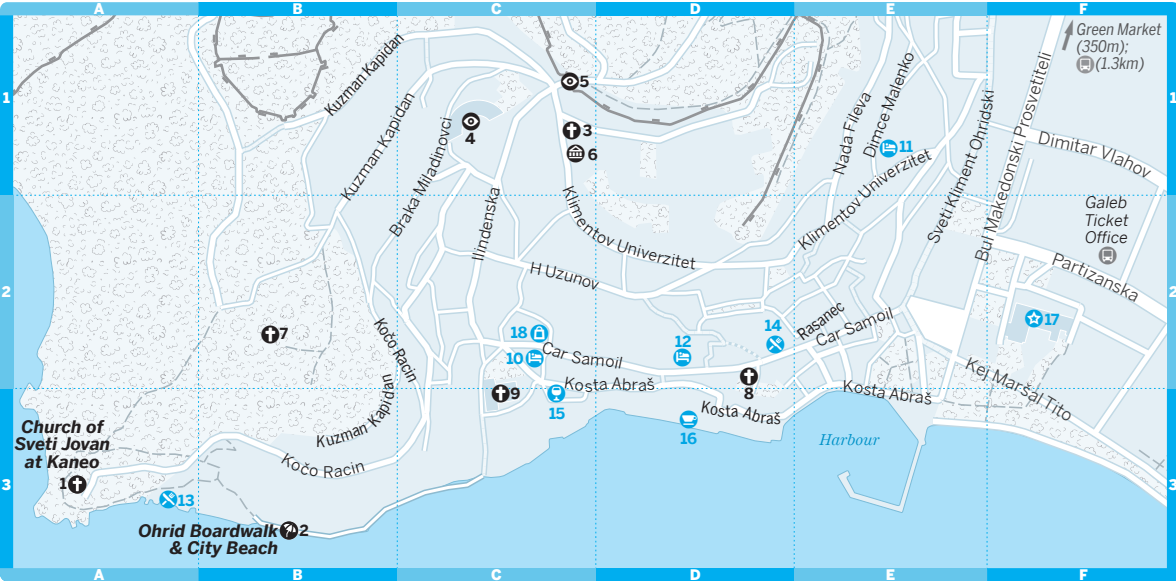 A B C D E F
Green Market
(350m);
(1.3km)
Kuzman Kapidan
5
1
1
Bul Makedonski Prosvetiteli
Dimce Malenko
Nada Fileva
Kuzman Kapidan
4
3
6
Braka Miladinovci
11
Dimitar Vlahov
Sveti Kliment Ohridski
Klimentov Univerzitet
Ilindenska
Klimentov Univerzitet
Galeb
Ticket
Office
Partizanska
H Uzunov
2
2
7
Kočo Racin
18
10
Car Samoil
12
14
Rasanec
Car Samoil
17
8
Kej Maršal Tito
Kosta Abraš
Kosta Abraš
9
15
Kosta Abraš
16
Harbour
Kuzman Kapidan
Kočo Racin
Church of
Sveti Jovan
at Kaneo
1
13
3
3
Ohrid Boardwalk
& City Beach
2
A B C D E F